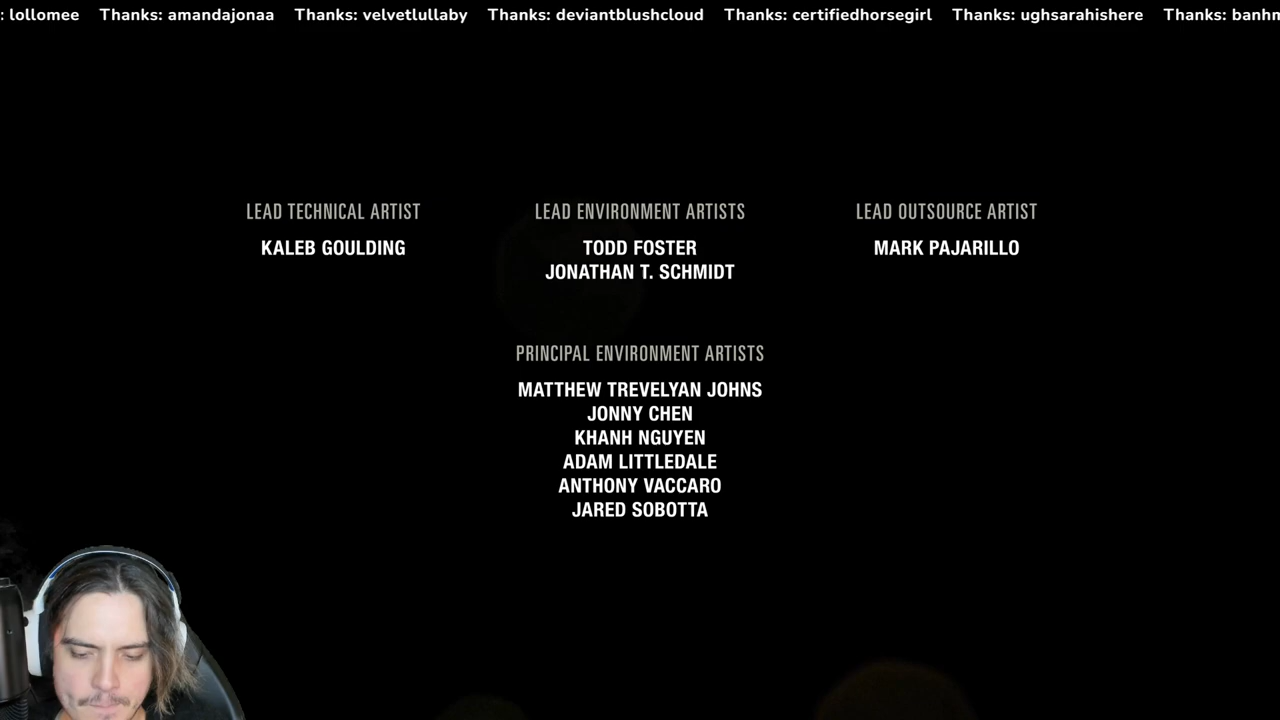 : lollomee Thanks: amandajonaa Thanks: velvetlullaby Thanks: deviantblushcloud Thanks: certifiedhorsegirl Thanks: ughsarahishere Thanks:
LEAD TECHNICAL ARTIST
KALEB GOULDING
LEAD ENVIRONMENT ARTISTS
TODD FOSTER
JONATHAN T. SCHMIDT
LEAD OUTSOURCE ARTIST
MARK PAJARILLO
PRINCIPAL ENVIRONMENT ARTISTS
MATTHEW TREVELYAN JOHNS
JONNY CHEN
KHANH NGUYEN
ADAM LITTLEDALE
ANTHONY VACCARO
JARED SOBOTTA